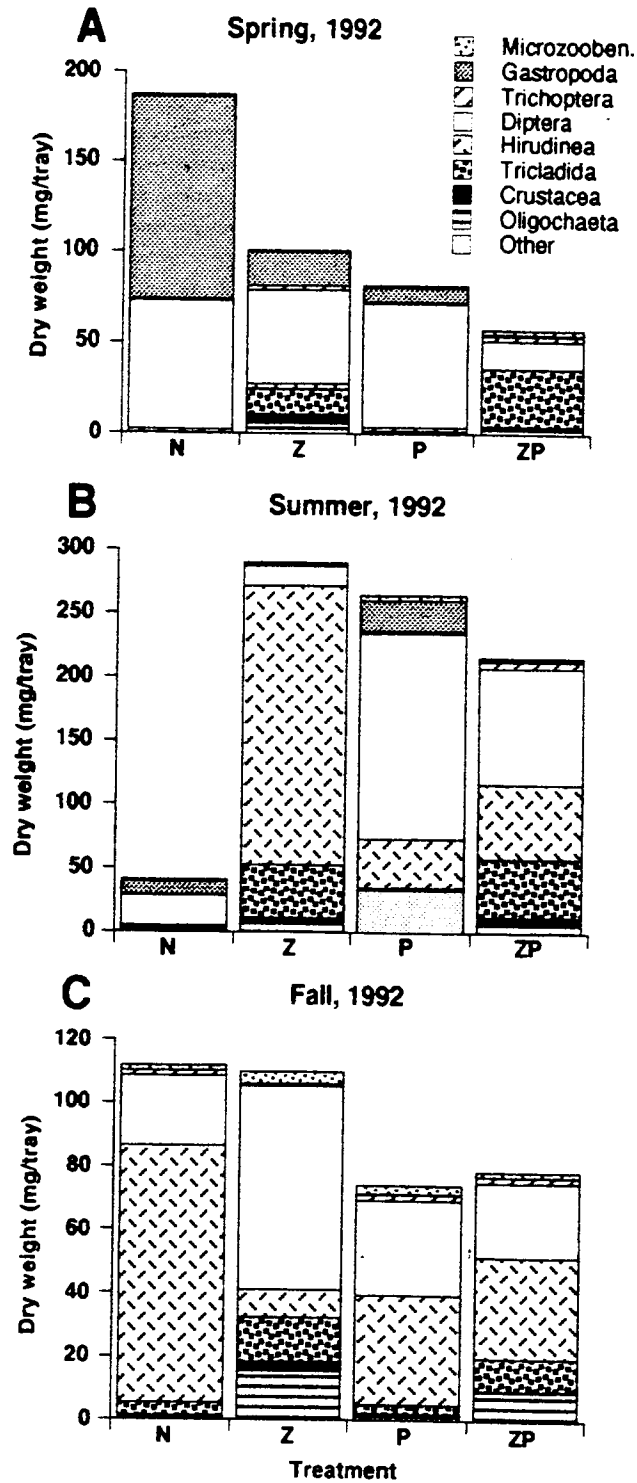 A
Spring, 1992
Microzooben.
Gastropoda
Trichoptera
Diptera
Hirudinea
Tricladida
Crustacea
Oligochaeta
Other
Dry weight (mg/tray)
200
150
100
50
0
N Z P ZP
B
Summer, 1992
Dry weight (mg/tray)
300
250
200
150
100
50
0
N Z P ZP
C
Fall, 1992
Dry weight (mg/tray)
120
100
80
60
40
20
0
N Z P ZP
Treatment